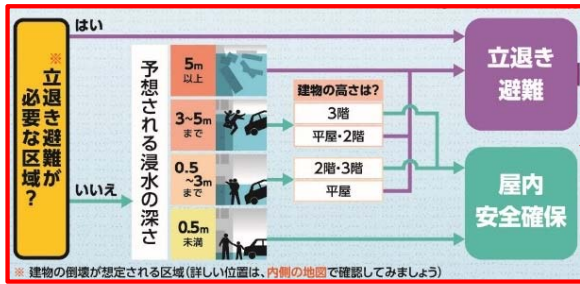 はい
※立退き避難が
必要な区域?
いいえ
予想される浸水の深さ
5m
以上
3~5m
まで
0.5
~3m
まで
0.5m
未満
建物の高さは?
3階
平屋・2階
2階・3階
平屋
立退き
避難
屋内
安全確保
※ 建物の倒壊が想定される区域(詳しい位置は、内側の地図で確認してみましょう)